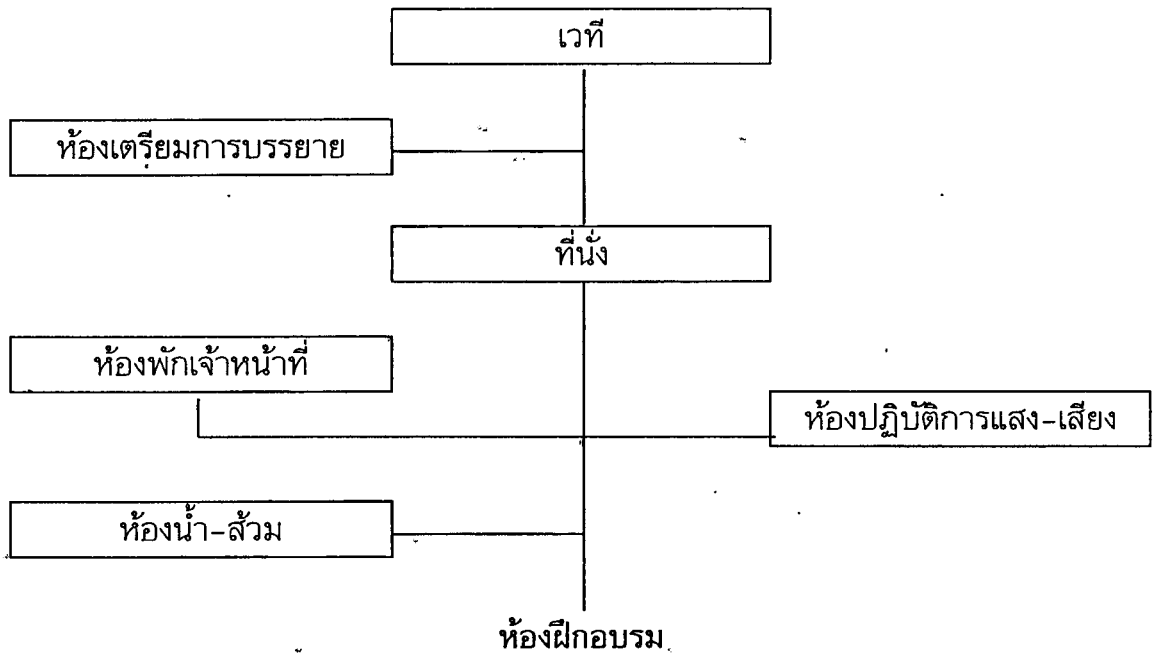 เวที
ห้องเตรียมการบรรยาย
ที่นั่ง
ห้องพักเจ้าหน้าที่
ห้องปฏิบัติการแสง-เสียง
ห้องน้ำ-ส้วม
ห้องฝึกอบรม